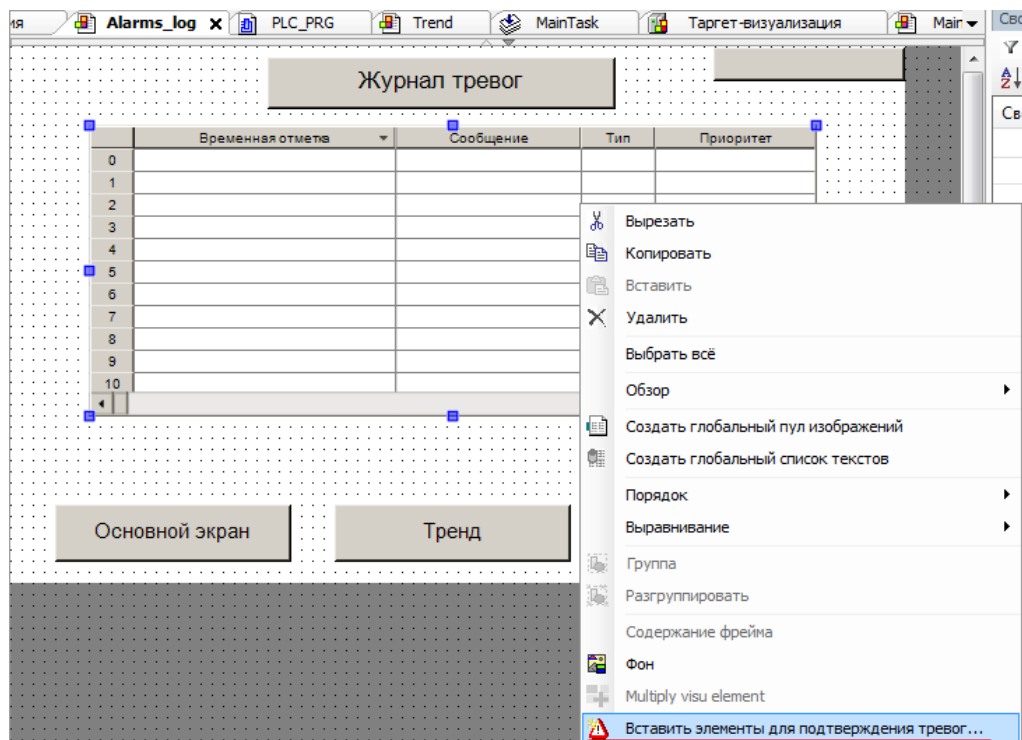 ия Alarms_log x PLC_PRG Trend MainTask Таргет-визуализация Main Сво
Журнал тревог
Св
Временная отметка Сообщение Тип Приоритет
0
1
2
3
4
5
6
7
8
9
10
Вырезать
Копировать
Вставить
Удалить
Выбрать всё
Обзор
Создать глобальный пул изображений
Создать глобальный список текстов
Порядок
Выравнивание
Группа
Разгруппировать
Содержание фрейма
Фон
Multiply visu element
Вставить элементы для подтверждения тревог...
Основной экран Тренд